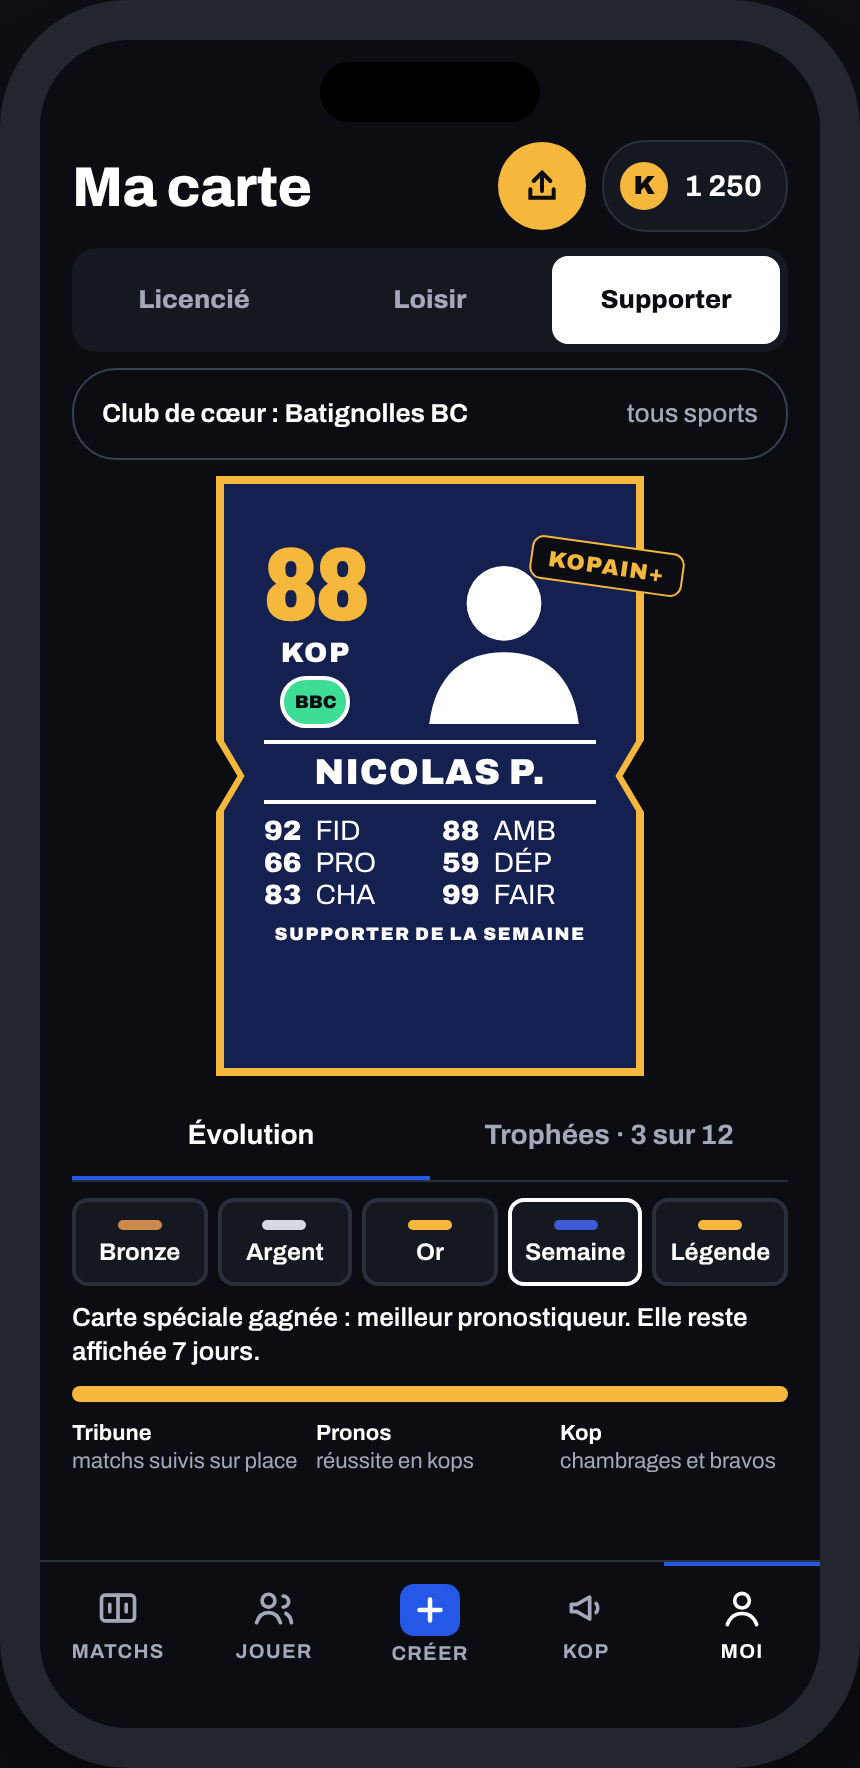 Ma carte
K 1 250
Licencié Loisir Supporter
Club de cœur : Batignolles BC tous sports
88
KOPAIN+
KOP
BBC
NICOLAS P.
92 FID 88 AMB
66 PRO 59 DÉP
83 CHA 99 FAIR
SUPPORTER DE LA SEMAINE
Évolution Trophées · 3 sur 12
Bronze Argent Or Semaine Légende
Carte spéciale gagnée : meilleur pronostiqueur. Elle reste
affichée 7 jours.
Tribune Pronos Kop
matchs suivis sur place réussite en kops chambrages et bravos
MATCHS JOUER CRÉER KOP MOI